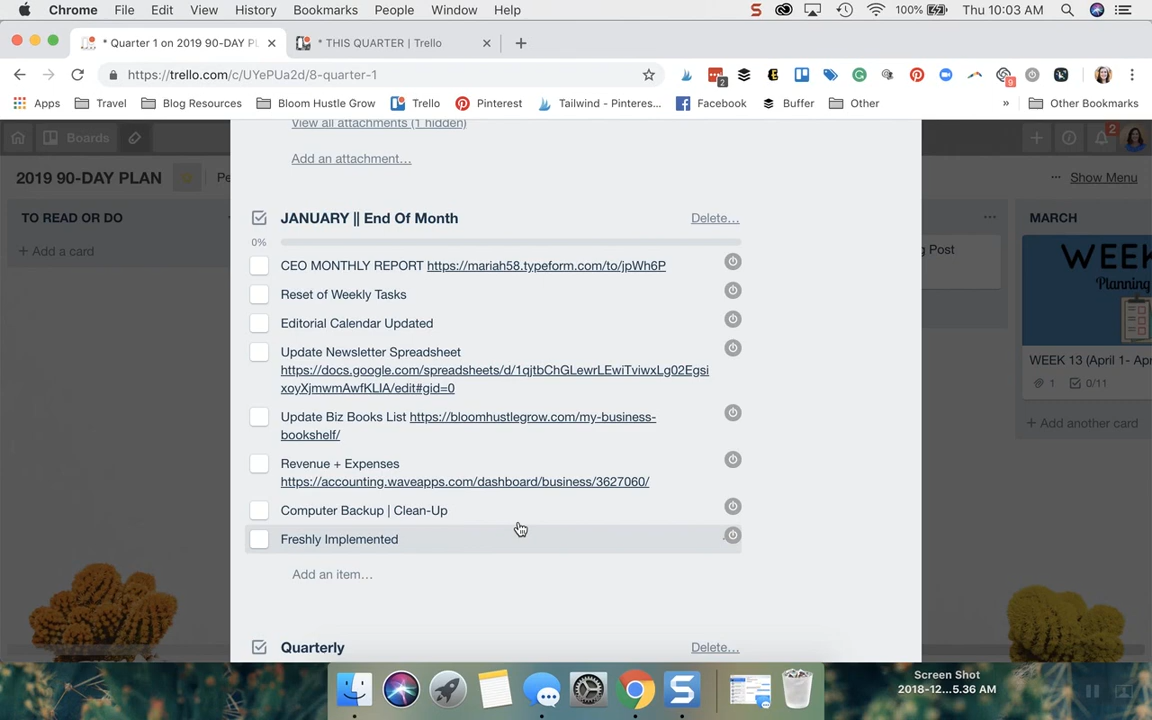 Chrome File Edit View History Bookmarks People Window Help 100% Thu 10:03 AM
* Quarter 1 on 2019 90-DAY PL
* THIS QUARTER | Trello
https://trello.com/c/UYePUa2d/8-quarter-1
2
9
Apps Travel Blog Resources Bloom Hustle Grow Trello Pinterest Tailwind - Pinteres... Facebook Buffer Other » Other Bookmarks
Boards
2
2019 90-DAY PLAN Pe ... Show Menu
TO READ OR DO
+ Add a card
View all attachments (1 hidden)
Add an attachment…
JANUARY || End Of Month Delete…
0%
CEO MONTHLY REPORT https://mariah58.typeform.com/to/jpWh6P
Reset of Weekly Tasks
Editorial Calendar Updated
Update Newsletter Spreadsheet
https://docs.google.com/spreadsheets/d/1qjtbChGLewrLEwiTviwxLg02Egsi
xoyXjmwmAwfKLIA/edit#gid=0
Update Biz Books List https://bloomhustlegrow.com/my-business-
bookshelf/
Revenue + Expenses
https://accounting.waveapps.com/dashboard/business/3627060/
Computer Backup | Clean-Up
Freshly Implemented
Add an item…
Quarterly Delete…
g Post
MARCH
WEEK
Planning
WEEK 13 (April 1- Apr
1 0/11
+ Add another card
Screen Shot
2018-12...5.36 AM